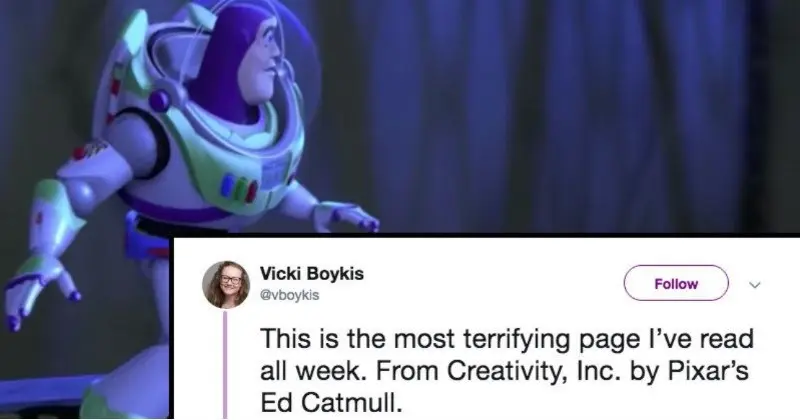 Vicki Boykis
@vboykis
Follow
This is the most terrifying page I've read
all week. From Creativity, Inc. by Pixar's
Ed Catmull.